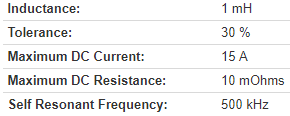 Inductance: 1 mH
Tolerance: 30 %
Maximum DC Current: 15 A
Maximum DC Resistance: 10 mOhms
Self Resonant Frequency: 500 kHz